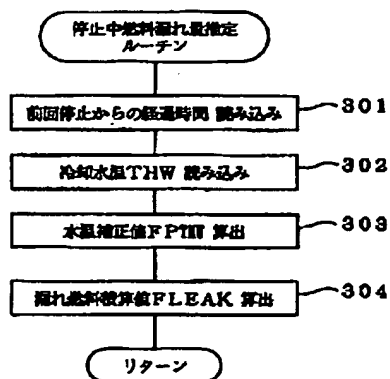 停止中燃料漏れ量推定
ルーチン
前回停止からの経過時間 読み込み
301
冷却水温THW 読み込み
302
水温補正値FPTHW 算出
303
漏れ燃料積算値FLEAK 算出
304
リターン